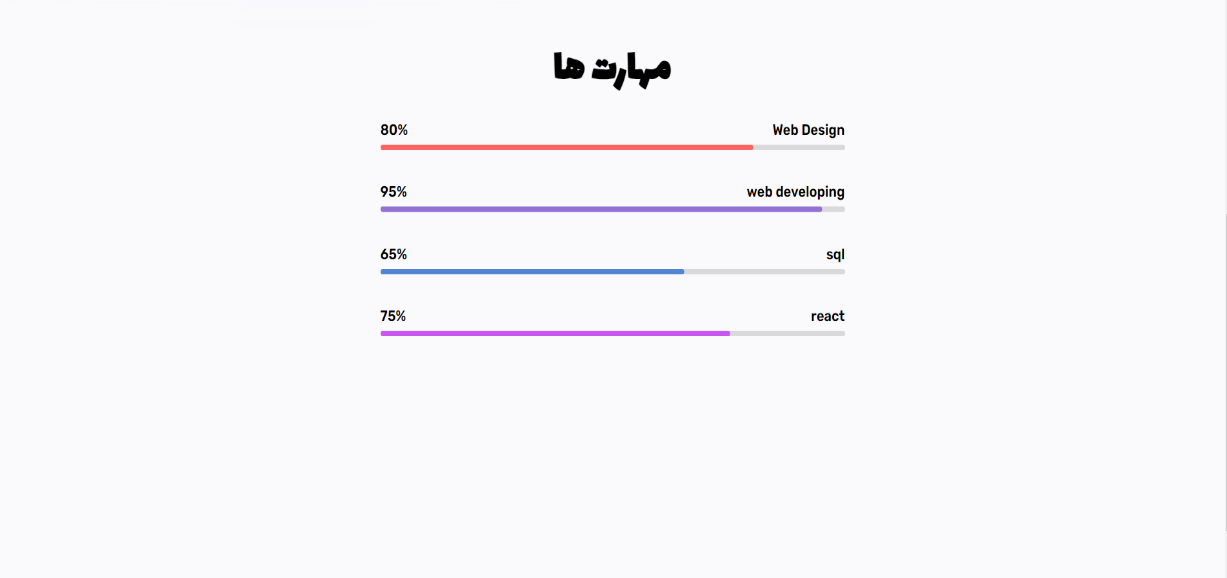 مهارت ها
80% Web Design
95% web developing
65% sql
75% react